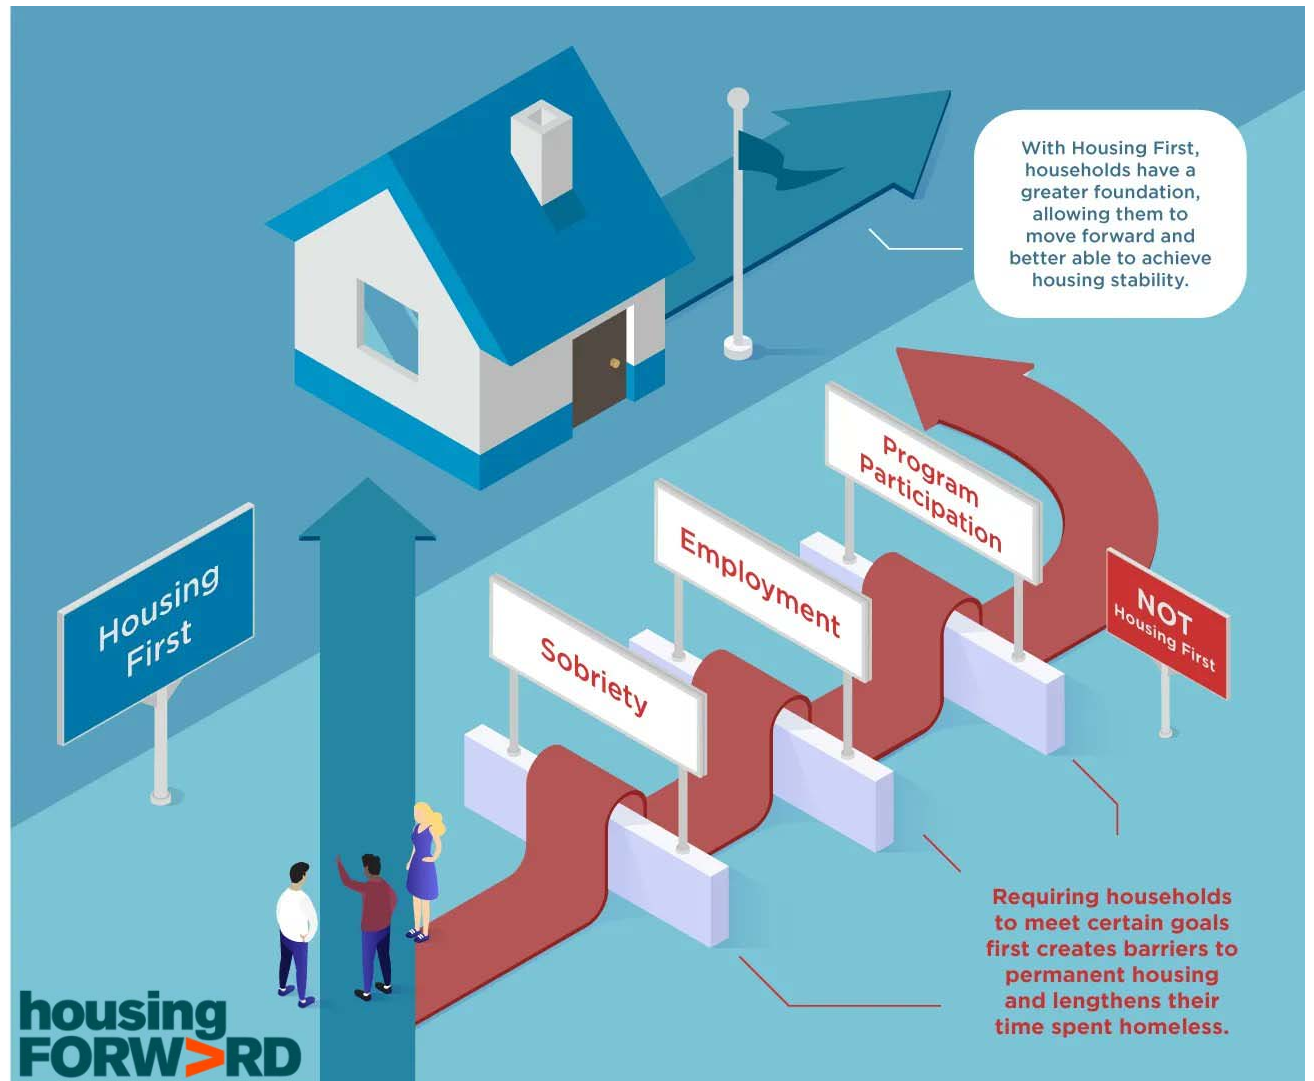 With Housing First,
households have a
greater foundation,
allowing them to
move forward and
better able to achieve
housing stability.
Program
Participation
Employment
Sobriety
Housing
First
NOT
Housing First
Requiring households
to meet certain goals
first creates barriers to
permanent housing
and lengthens their
time spent homeless.
housing
FORWARD